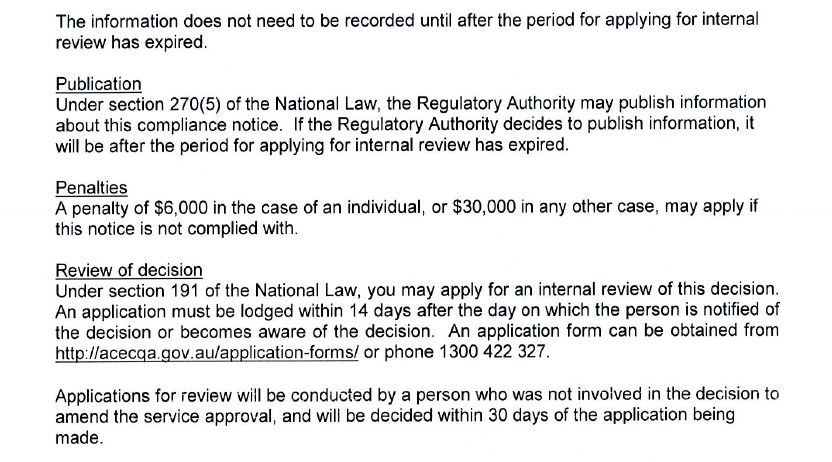 The information does not need to be recorded until after the period for applying for internal
review has expired.
Publication
Under section 270(5) of the National Law, the Regulatory Authority may publish information
about this compliance notice. If the Regulatory Authority decides to publish information, it
will be after the period for applying for internal review has expired.
Penalties
A penalty of $6,000 in the case of an individual, or $30,000 in any other case, may apply if
this notice is not complied with.
Review of decision
Under section 191 of the National Law, you may apply for an internal review of this decision.
An application must be lodged within 14 days after the day on which the person is notified of
the decision or becomes aware of the decision. An application form can be obtained from
http://acecqa.gov.au/application-forms/ or phone 1300 422 327.
Applications for review will be conducted by a person who was not involved in the decision to
amend the service approval, and will be decided within 30 days of the application being
made.